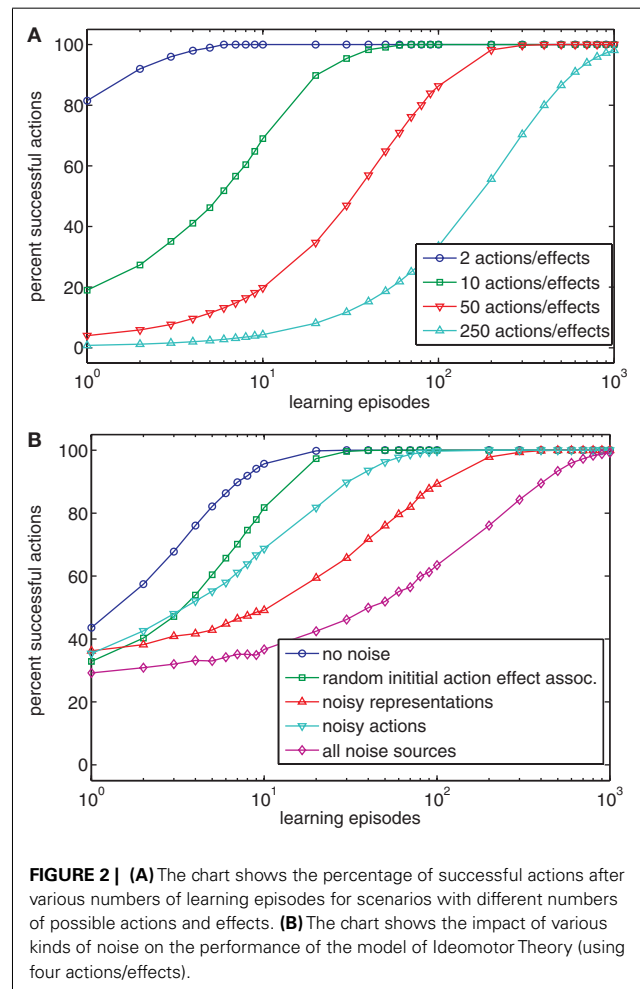 A
100
80
60
40
20
0
percent successful actions
2 actions/effects
10 actions/effects
50 actions/effects
250 actions/effects
10^0 10^1 10^2 10^3
learning episodes
B
100
80
60
40
20
0
percent successful actions
no noise
random inititial action effect assoc.
noisy representations
noisy actions
all noise sources
10^0 10^1 10^2 10^3
learning episodes
FIGURE 2 | (A) The chart shows the percentage of successful actions after
various numbers of learning episodes for scenarios with different numbers
of possible actions and effects. (B) The chart shows the impact of various
kinds of noise on the performance of the model of Ideomotor Theory (using
four actions/effects).